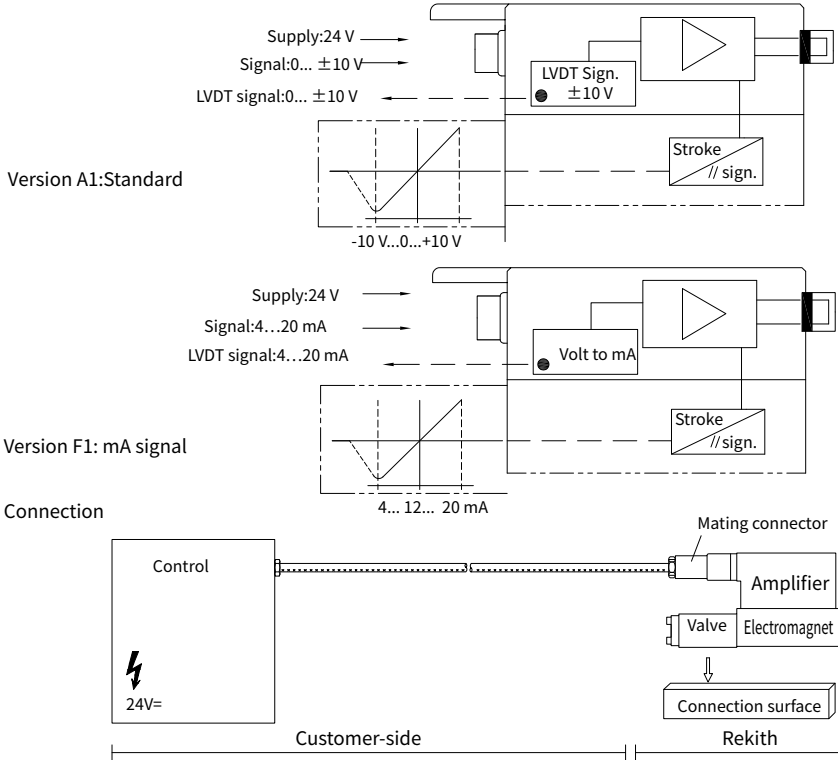 Supply:24 V
Signal:0... ±10 V
LVDT signal:0... ±10 V
LVDT Sign.
±10 V
Stroke
// sign.
Version A1:Standard
-10 V...0...+10 V
Supply:24 V
Signal:4...20 mA
LVDT signal:4...20 mA
Volt to mA
Stroke
// sign.
Version F1: mA signal
4... 12... 20 mA
Connection
Mating connector
Control
Amplifier
Valve
Electromagnet
24V=
Connection surface
Customer-side
Rekith